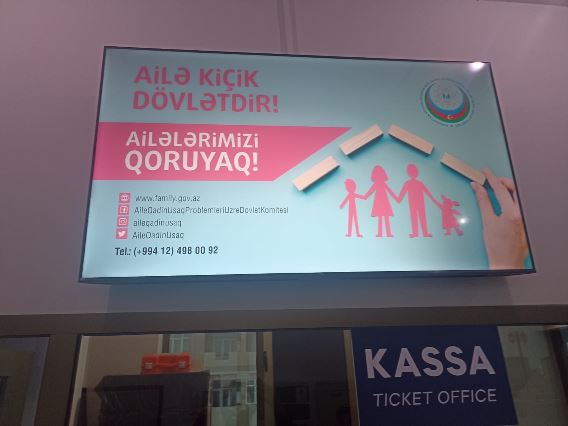 AİLƏ KİÇİK
DÖVLƏTDİR!
AİLƏLƏRİMİZİ
QORUYAQ!
www.family.gov.az
AileQadinUsaqProblemleriUzreDovletKomitesi
aileqadinusaq
AileQadinUsaq
Tel.: (+994 12) 498 00 92
KASSA
TICKET OFFICE